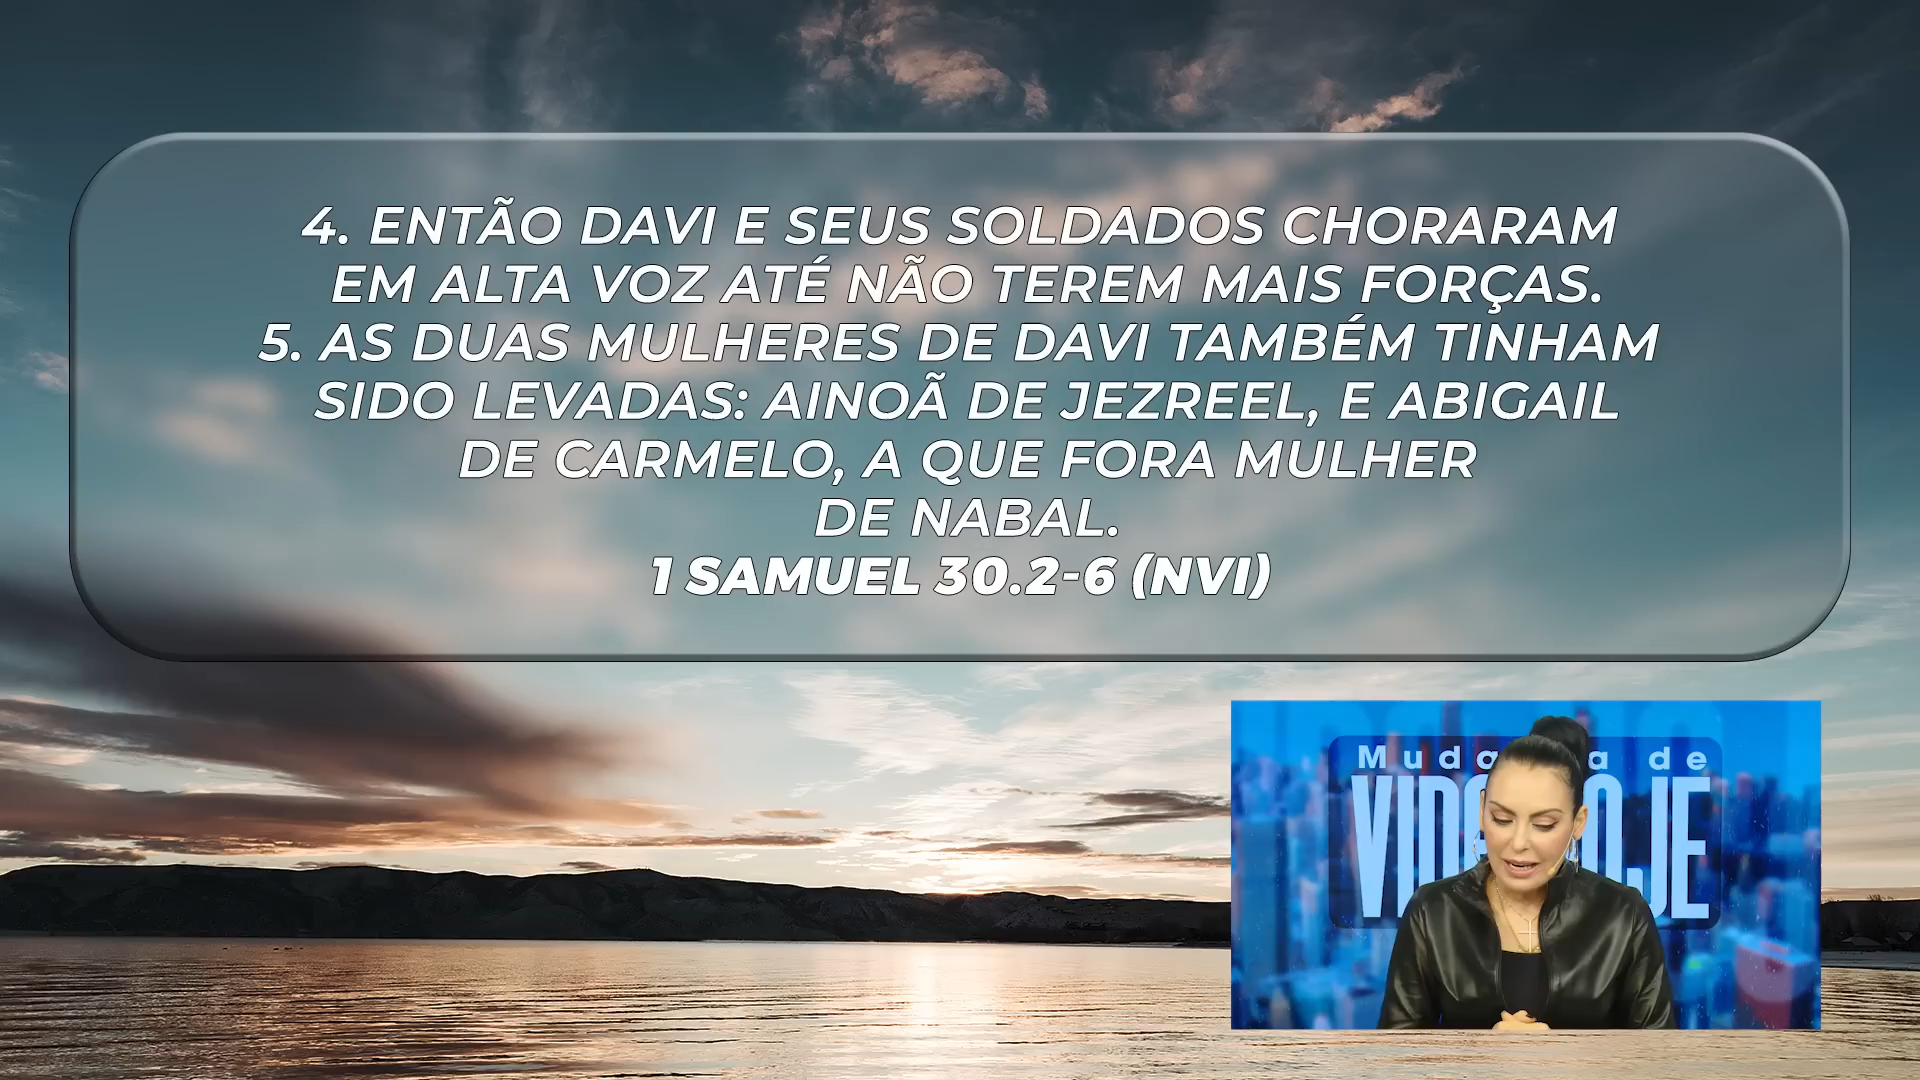 4. ENTÃO DAVI E SEUS SOLDADOS CHORARAM
EM ALTA VOZ ATÉ NÃO TEREM MAIS FORÇAS.
5. AS DUAS MULHERES DE DAVI TAMBÉM TINHAM
SIDO LEVADAS: AINOÃ DE JEZREEL, E ABIGAIL
DE CARMELO, A QUE FORA MULHER
DE NABAL.
1 SAMUEL 30.2-6 (NVI)
de